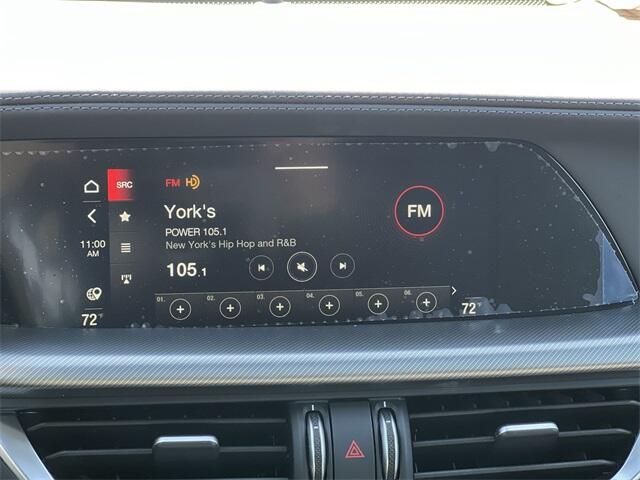 SRC
FM HD
York's
POWER 105.1
New York's Hip Hop and R&B
FM
11:00
AM
105.1
01. 02. 03. 04. 05. 06.
72°F
72°F